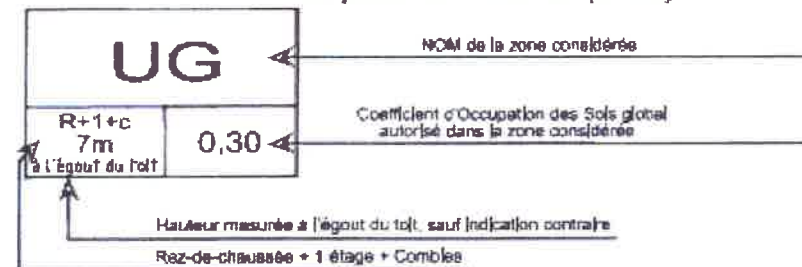 UG
NOM de la zone considérée
R+1+c
7m
à l'égout du toit
0,30
Coefficient d'Occupation des Sols global
autorisé dans la zone considérée
Hauteur mesurée à l'égout du toit, sauf indication contraire
Rez-de-chaussée + 1 étage + Combles